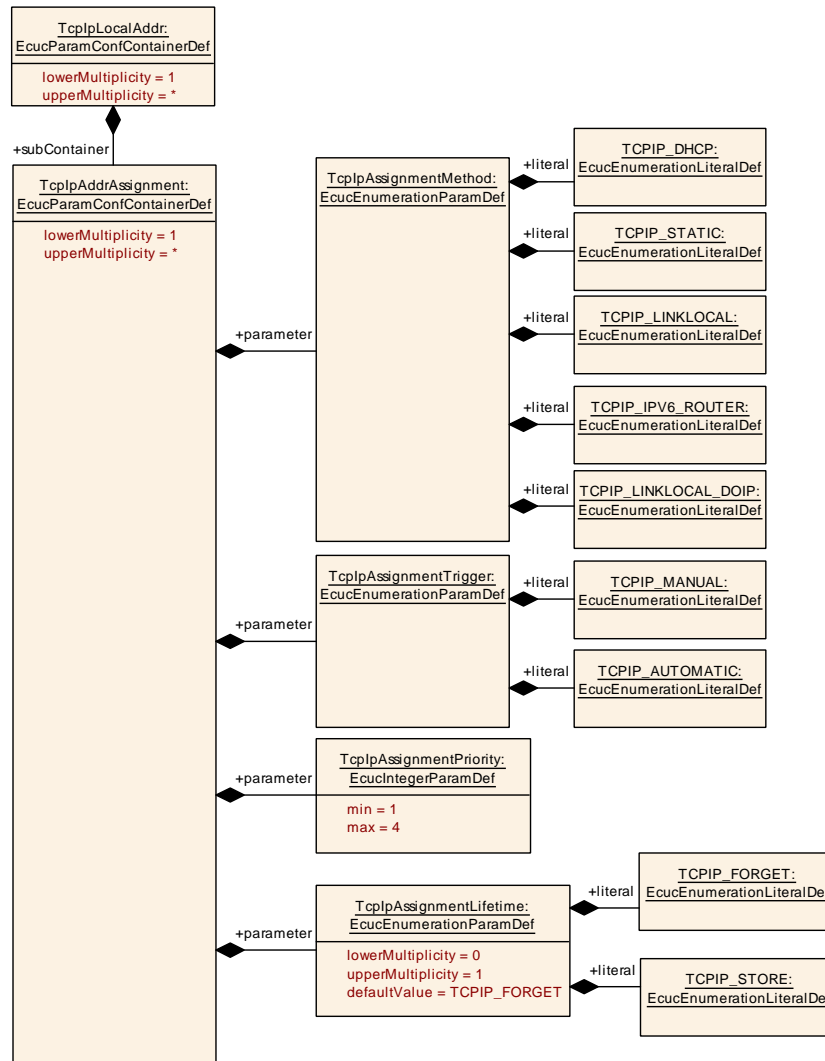 TcpIpLocalAddr:
EcucParamConfContainerDef
lowerMultiplicity = 1
upperMultiplicity = *
+subContainer
TcpIpAddrAssignment:
EcucParamConfContainerDef
lowerMultiplicity = 1
upperMultiplicity = *
+parameter
TcpIpAssignmentMethod:
EcucEnumerationParamDef
+literal
TCPIP_DHCP:
EcucEnumerationLiteralDef
+literal
TCPIP_STATIC:
EcucEnumerationLiteralDef
+literal
TCPIP_LINKLOCAL:
EcucEnumerationLiteralDef
+literal
TCPIP_IPV6_ROUTER:
EcucEnumerationLiteralDef
+literal
TCPIP_LINKLOCAL_DOIP:
EcucEnumerationLiteralDef
+parameter
TcpIpAssignmentTrigger:
EcucEnumerationParamDef
+literal
TCPIP_MANUAL:
EcucEnumerationLiteralDef
+literal
TCPIP_AUTOMATIC:
EcucEnumerationLiteralDef
+parameter
TcpIpAssignmentPriority:
EcucIntegerParamDef
min = 1
max = 4
+parameter
TcpIpAssignmentLifetime:
EcucEnumerationParamDef
lowerMultiplicity = 0
upperMultiplicity = 1
defaultValue = TCPIP_FORGET
+literal
TCPIP_FORGET:
EcucEnumerationLiteralDef
+literal
TCPIP_STORE:
EcucEnumerationLiteralDef